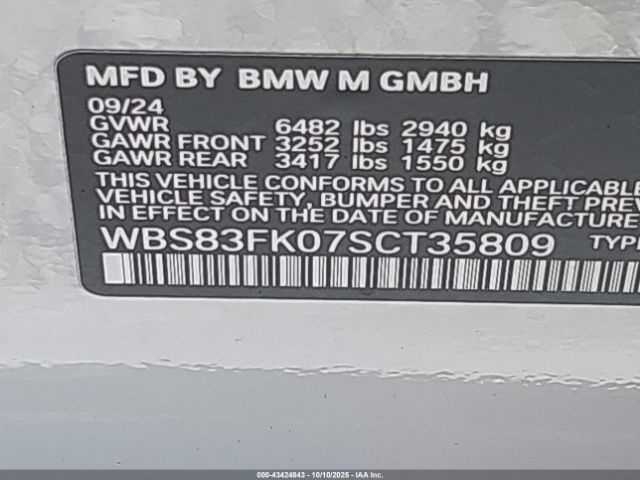 MFD BY BMW M GMBH
09/24
GVWR 6482 lbs 2940 kg
GAWR FRONT 3252 lbs 1475 kg
GAWR REAR 3417 lbs 1550 kg
THIS VEHICLE CONFORMS TO ALL APPLICABLE
VEHICLE SAFETY, BUMPER AND THEFT PREV
IN EFFECT ON THE DATE OF MANUFACTURE
WBS83FK07SCT35809 TYPE
000-43424843 - 10/10/2025 - IAA Inc.